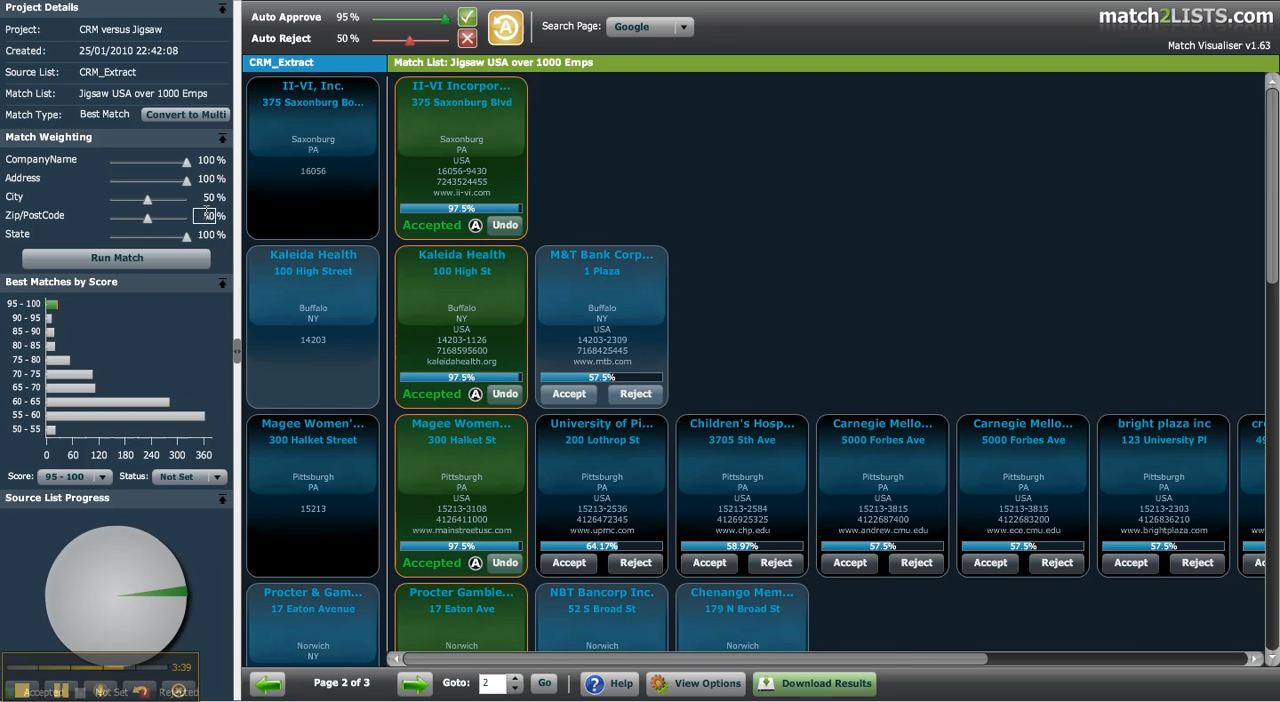 Project Details
Project: CRM versus Jigsaw
Created: 25/01/2010 22:42:08
Source List: CRM_Extract
Match List: Jigsaw USA over 1000 Emps
Match Type: Best Match Convert to Multi
Match Weighting
CompanyName 100 %
Address 100 %
City 50 %
Zip/PostCode
State 100 %
Run Match
Best Matches by Score
95 - 100
90 - 95
85 - 90
80 - 85
75 - 80
70 - 75
65 - 70
60 - 65
55 - 60
50 - 55
0 60 120 180 240 300 360
Score: 95 - 100 Status: Not Set
Source List Progress
3:39
Accepted Not Set Rejected
Auto Approve 95 %
Auto Reject 50 %
A
Search Page: Google
match2LISTS.com
Match Visualiser v1.63
CRM_Extract
Match List: Jigsaw USA over 1000 Emps
II-VI, Inc.
375 Saxonburg Bo...
Saxonburg
PA
16056
II-VI Incorpor...
375 Saxonburg Blvd
Saxonburg
PA
USA
16056-9430
7243524455
www.ii-vi.com
97.5%
Accepted A Undo
Kaleida Health
100 High Street
Buffalo
NY
14203
Kaleida Health
100 High St
Buffalo
NY
USA
14203-1126
7168595600
kaleidahealth.org
97.5%
Accepted A Undo
M&T Bank Corp...
1 Plaza
Buffalo
NY
USA
14203-2309
7168425445
www.mtb.com
57.5%
Accept Reject
Magee Women'...
300 Halket Street
Pittsburgh
PA
15213
Magee Women...
300 Halket St
Pittsburgh
PA
USA
15213-3108
4126411000
www.mainstreetusc.com
97.5%
Accepted A Undo
University of Pi...
200 Lothrop St
Pittsburgh
PA
USA
15213-2536
4126472345
www.upmc.com
64.17%
Accept Reject
Children's Hosp...
3705 5th Ave
Pittsburgh
PA
USA
15213-2584
4126925325
www.chp.edu
58.97%
Accept Reject
Carnegie Mello...
5000 Forbes Ave
Pittsburgh
PA
USA
15213-3815
4122687400
www.andrew.cmu.edu
57.5%
Accept Reject
Carnegie Mello...
5000 Forbes Ave
Pittsburgh
PA
USA
15213-3815
4122683200
www.ece.cmu.edu
57.5%
Accept Reject
bright plaza inc
123 University Pl
Pittsburgh
PA
USA
15213-2303
4126836210
www.brightplaza.com
57.5%
Accept Reject
Procter & Gam...
17 Eaton Avenue
Norwich
NY
Procter Gamble...
17 Eaton Ave
Norwich
NBT Bancorp Inc.
52 S Broad St
Norwich
Chenango Mem...
179 N Broad St
Norwich
Page 2 of 3 Goto: 2 Go ? Help View Options Download Results